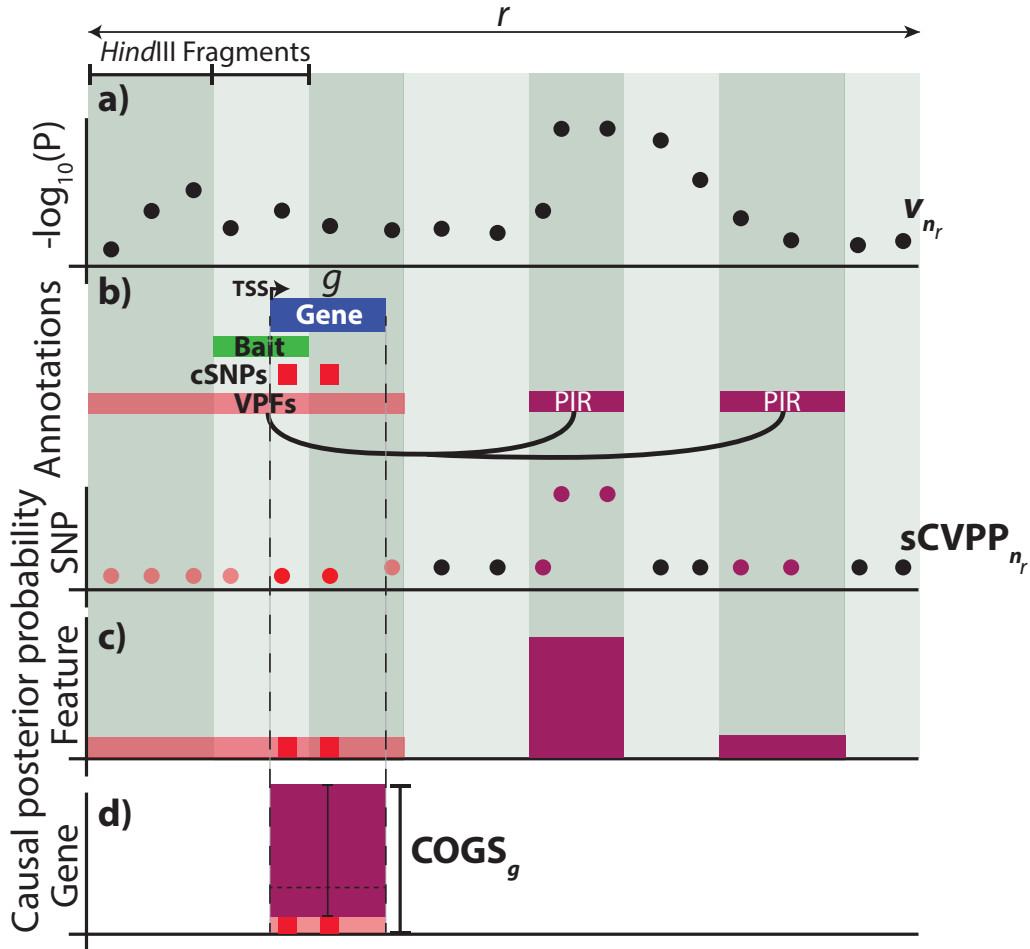 r
HindIII Fragments
a)
-log10(P)
vnr
b)
Annotations
TSS
g
Gene
Bait
cSNPs
VPFs
PIR
PIR
Causal posterior probability
SNP
sCVPPnr
c)
Feature
d)
Gene
COGSg